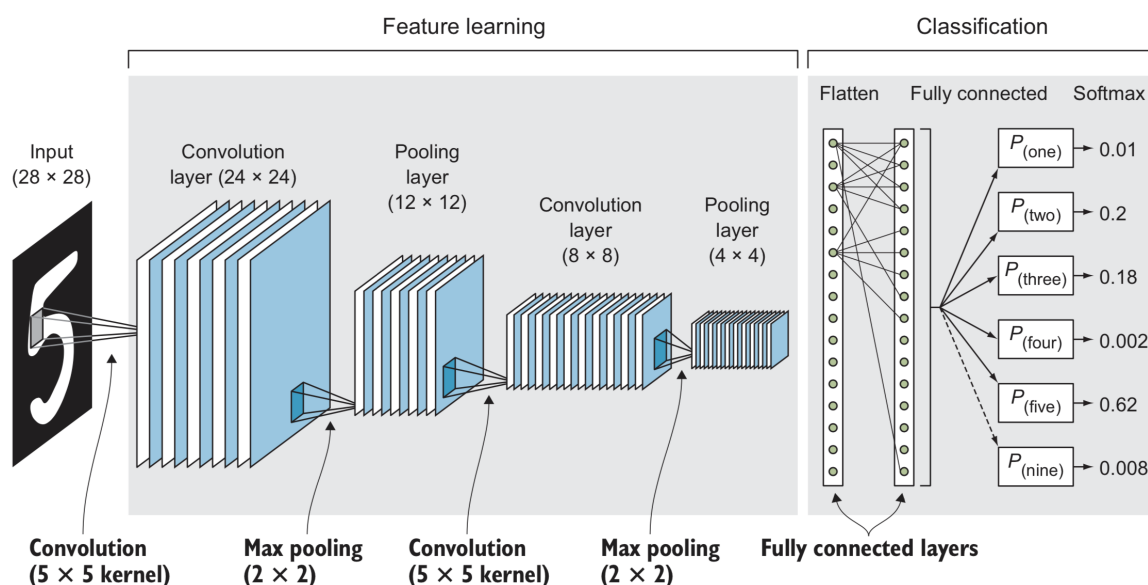 Feature learning
Classification
Input
(28 × 28)
Convolution
layer (24 × 24)
Pooling
layer
(12 × 12)
Convolution
layer
(8 × 8)
Pooling
layer
(4 × 4)
Flatten
Fully connected
Softmax
P(one)
0.01
P(two)
0.2
P(three)
0.18
P(four)
0.002
P(five)
0.62
P(nine)
0.008
Convolution
(5 × 5 kernel)
Max pooling
(2 × 2)
Convolution
(5 × 5 kernel)
Max pooling
(2 × 2)
Fully connected layers